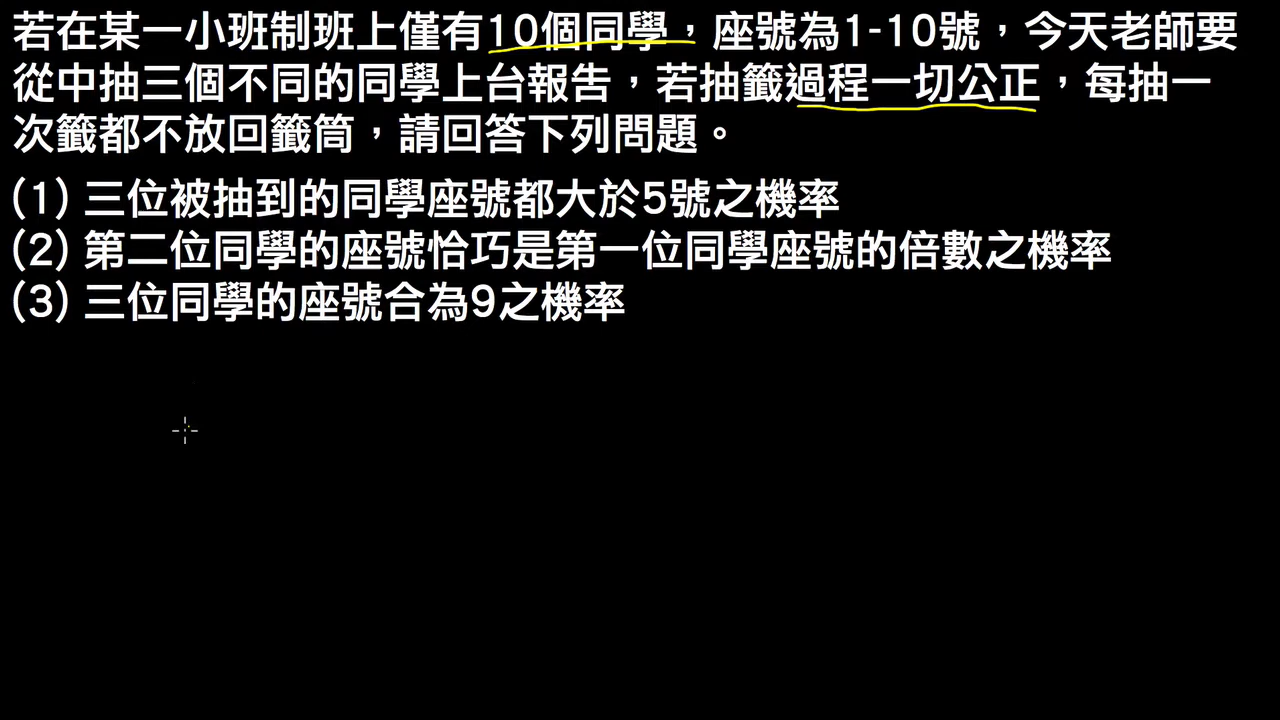 若在某一小班制班上僅有10個同學，座號為1-10號，今天老師要
從中抽三個不同的同學上台報告，若抽籤過程一切公正，每抽一
次籤都不放回籤筒，請回答下列問題。
(1) 三位被抽到的同學座號都大於5號之機率
(2) 第二位同學的座號恰巧是第一位同學座號的倍數之機率
(3) 三位同學的座號合為9之機率